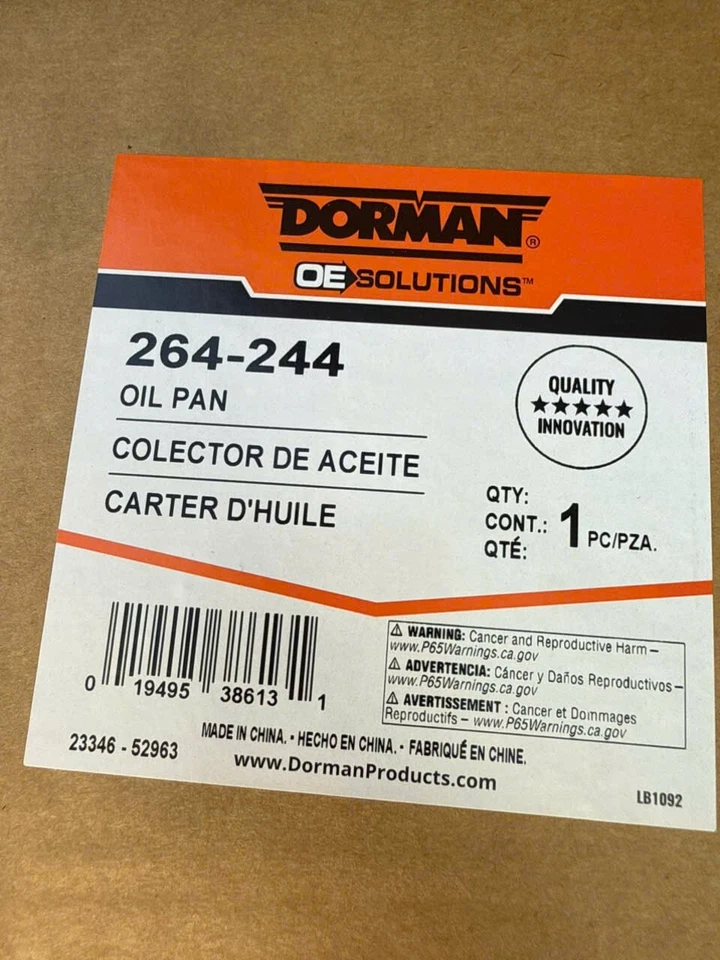 DORMAN®
OE SOLUTIONS™
264-244
OIL PAN
COLECTOR DE ACEITE
CARTER D'HUILE
QUALITY
★★★★★
INNOVATION
QTY:
CONT.: 1 PC/PZA.
QTÉ:
0 19495 38613 1
23346 - 52963
⚠ WARNING: Cancer and Reproductive Harm –
www.P65Warnings.ca.gov
⚠ ADVERTENCIA: Cáncer y Daños Reproductivos –
www.P65Warnings.ca.gov
⚠ AVERTISSEMENT : Cancer et Dommages
Reproductifs – www.P65Warnings.ca.gov
MADE IN CHINA. • HECHO EN CHINA. • FABRIQUÉ EN CHINE.
www.DormanProducts.com
LB1092